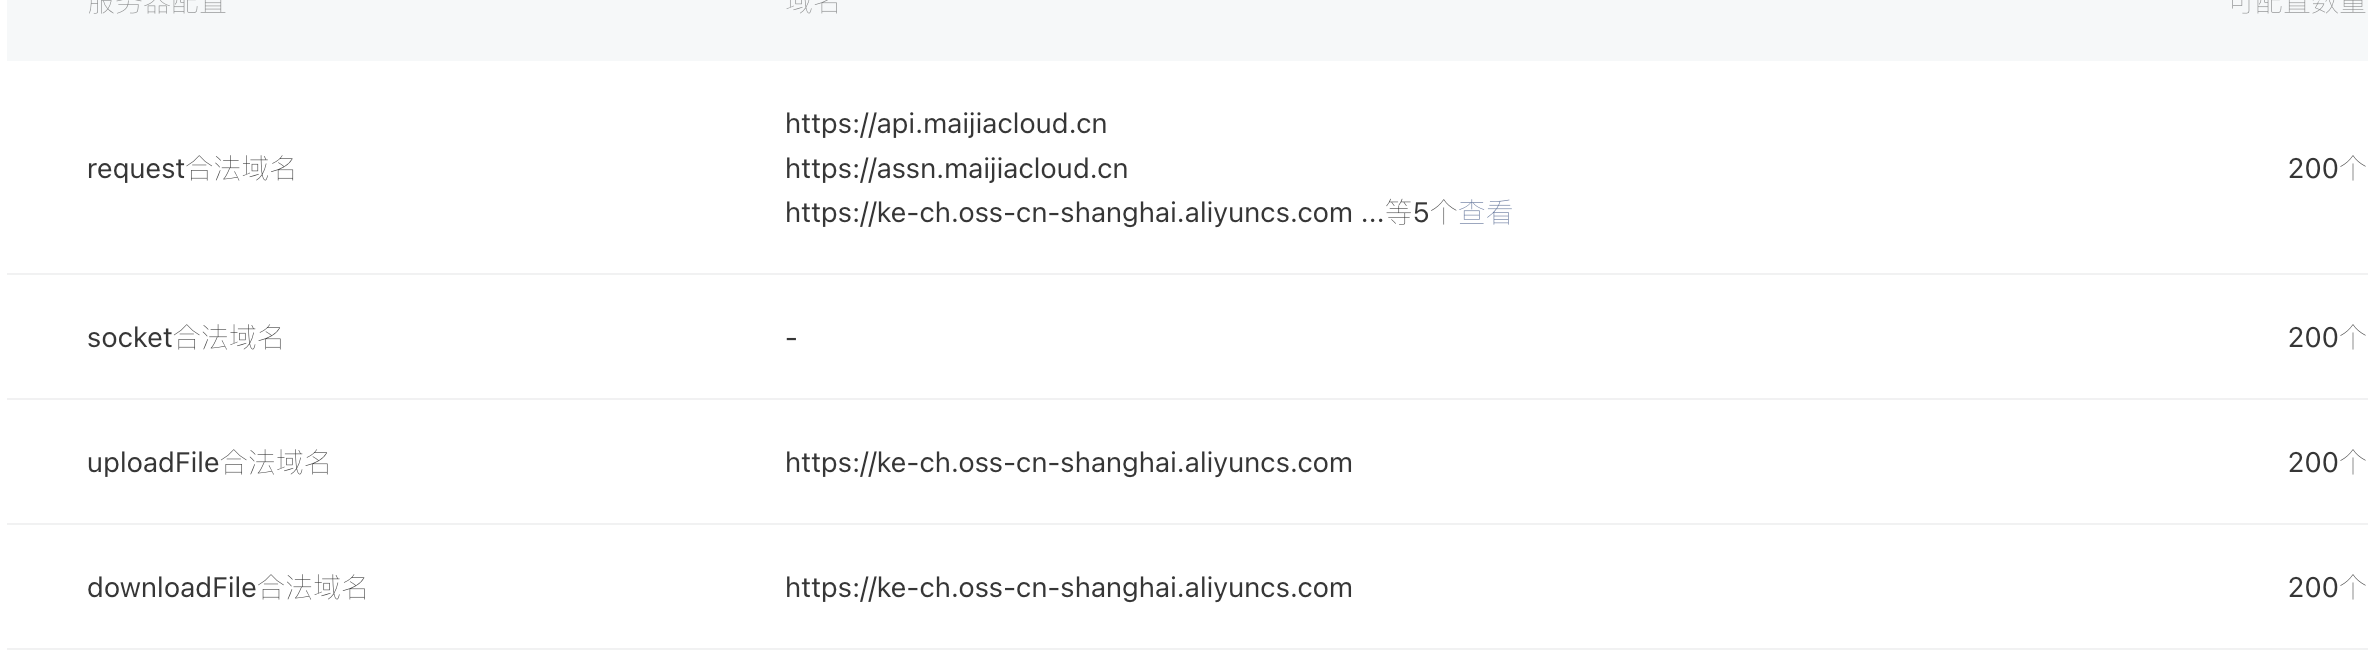 服务器配置 域名 可配置数量
https://api.maijiacloud.cn
request合法域名 https://assn.maijiacloud.cn 200个
https://ke-ch.oss-cn-shanghai.aliyuncs.com ...等5个查看
socket合法域名 - 200个
uploadFile合法域名 https://ke-ch.oss-cn-shanghai.aliyuncs.com 200个
downloadFile合法域名 https://ke-ch.oss-cn-shanghai.aliyuncs.com 200个